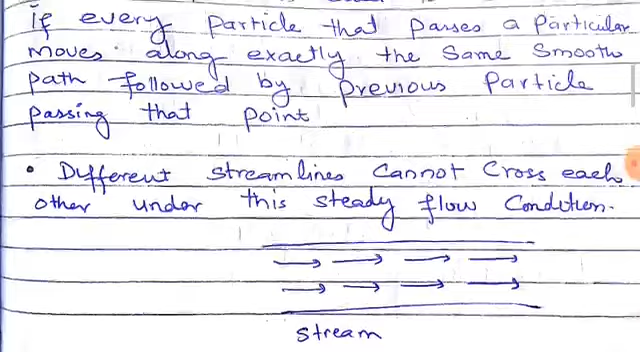 if every particle that passes a particular
moves along exactly the same smooth
path followed by previous particle
passing that point
• Different streamlines cannot cross each
other under this steady flow condition.
stream